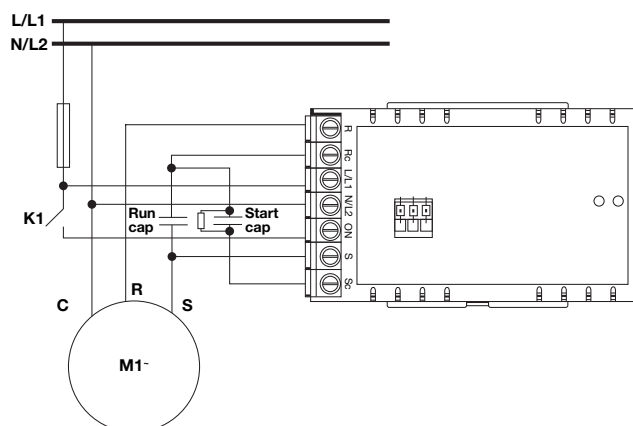 L/L1
N/L2
K1
Run
cap
Start
cap
R
Rc
L/L1
N/L2
ON
S
Sc
C
R
S
M1~